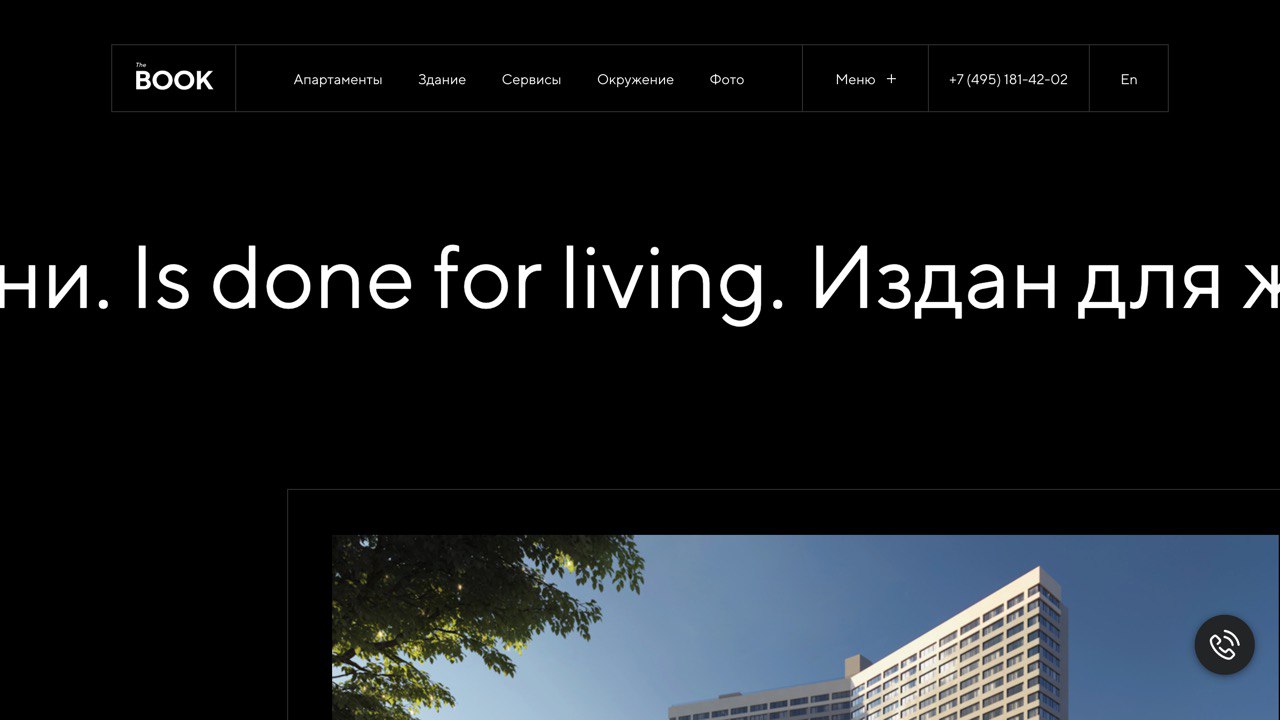 The
BOOK
Апартаменты Здание Сервисы Окружение Фото Меню + +7 (495) 181-42-02 En
ни. Is done for living. Издан для ж